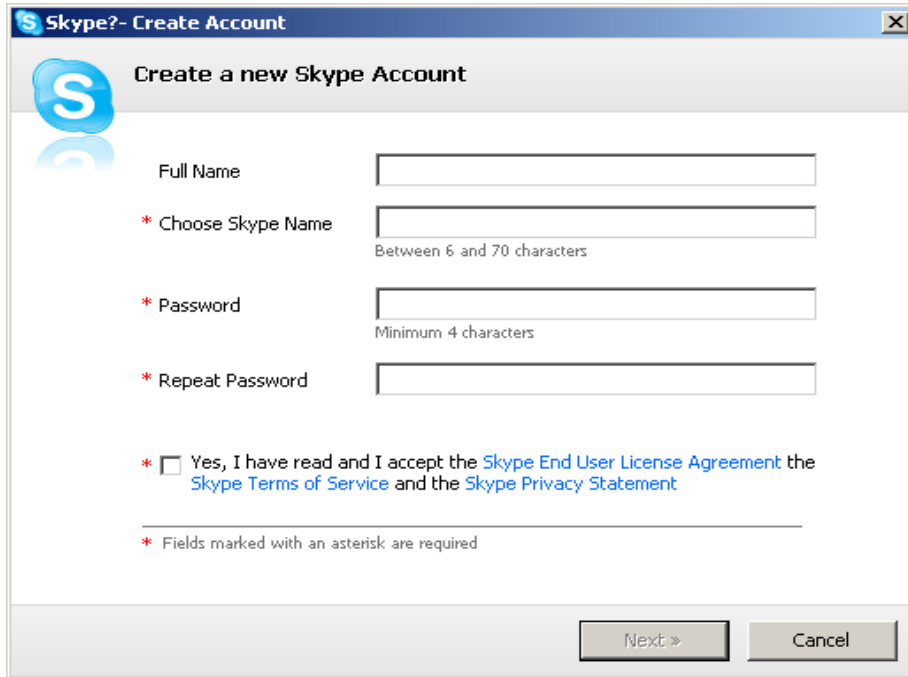 Skype?- Create Account
Create a new Skype Account
Full Name
* Choose Skype Name
Between 6 and 70 characters
* Password
Minimum 4 characters
* Repeat Password
* Yes, I have read and I accept the Skype End User License Agreement the
Skype Terms of Service and the Skype Privacy Statement
* Fields marked with an asterisk are required
Next »
Cancel